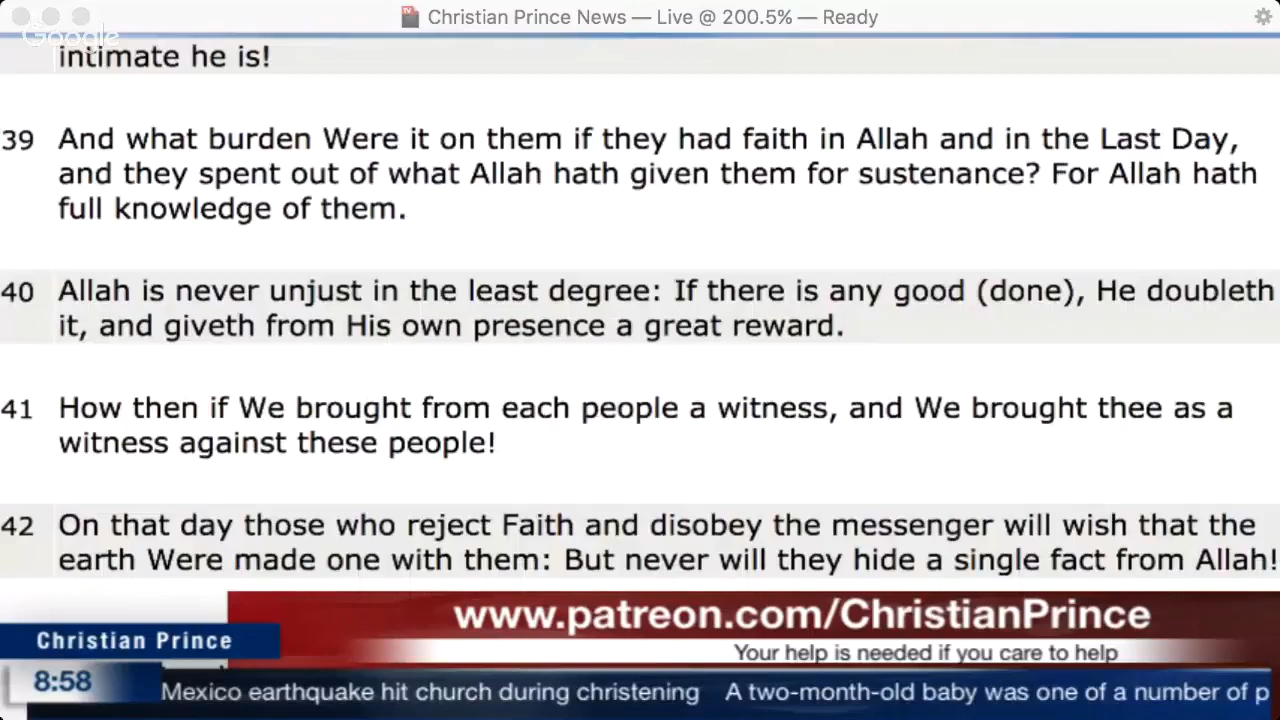 Christian Prince News — Live @ 200.5% — Ready
Google
intimate he is!
39 And what burden Were it on them if they had faith in Allah and in the Last Day,
and they spent out of what Allah hath given them for sustenance? For Allah hath
full knowledge of them.
40 Allah is never unjust in the least degree: If there is any good (done), He doubleth
it, and giveth from His own presence a great reward.
41 How then if We brought from each people a witness, and We brought thee as a
witness against these people!
42 On that day those who reject Faith and disobey the messenger will wish that the
earth Were made one with them: But never will they hide a single fact from Allah!
www.patreon.com/ChristianPrince
Christian Prince
Your help is needed if you care to help
8:58
Mexico earthquake hit church during christening A two-month-old baby was one of a number of p